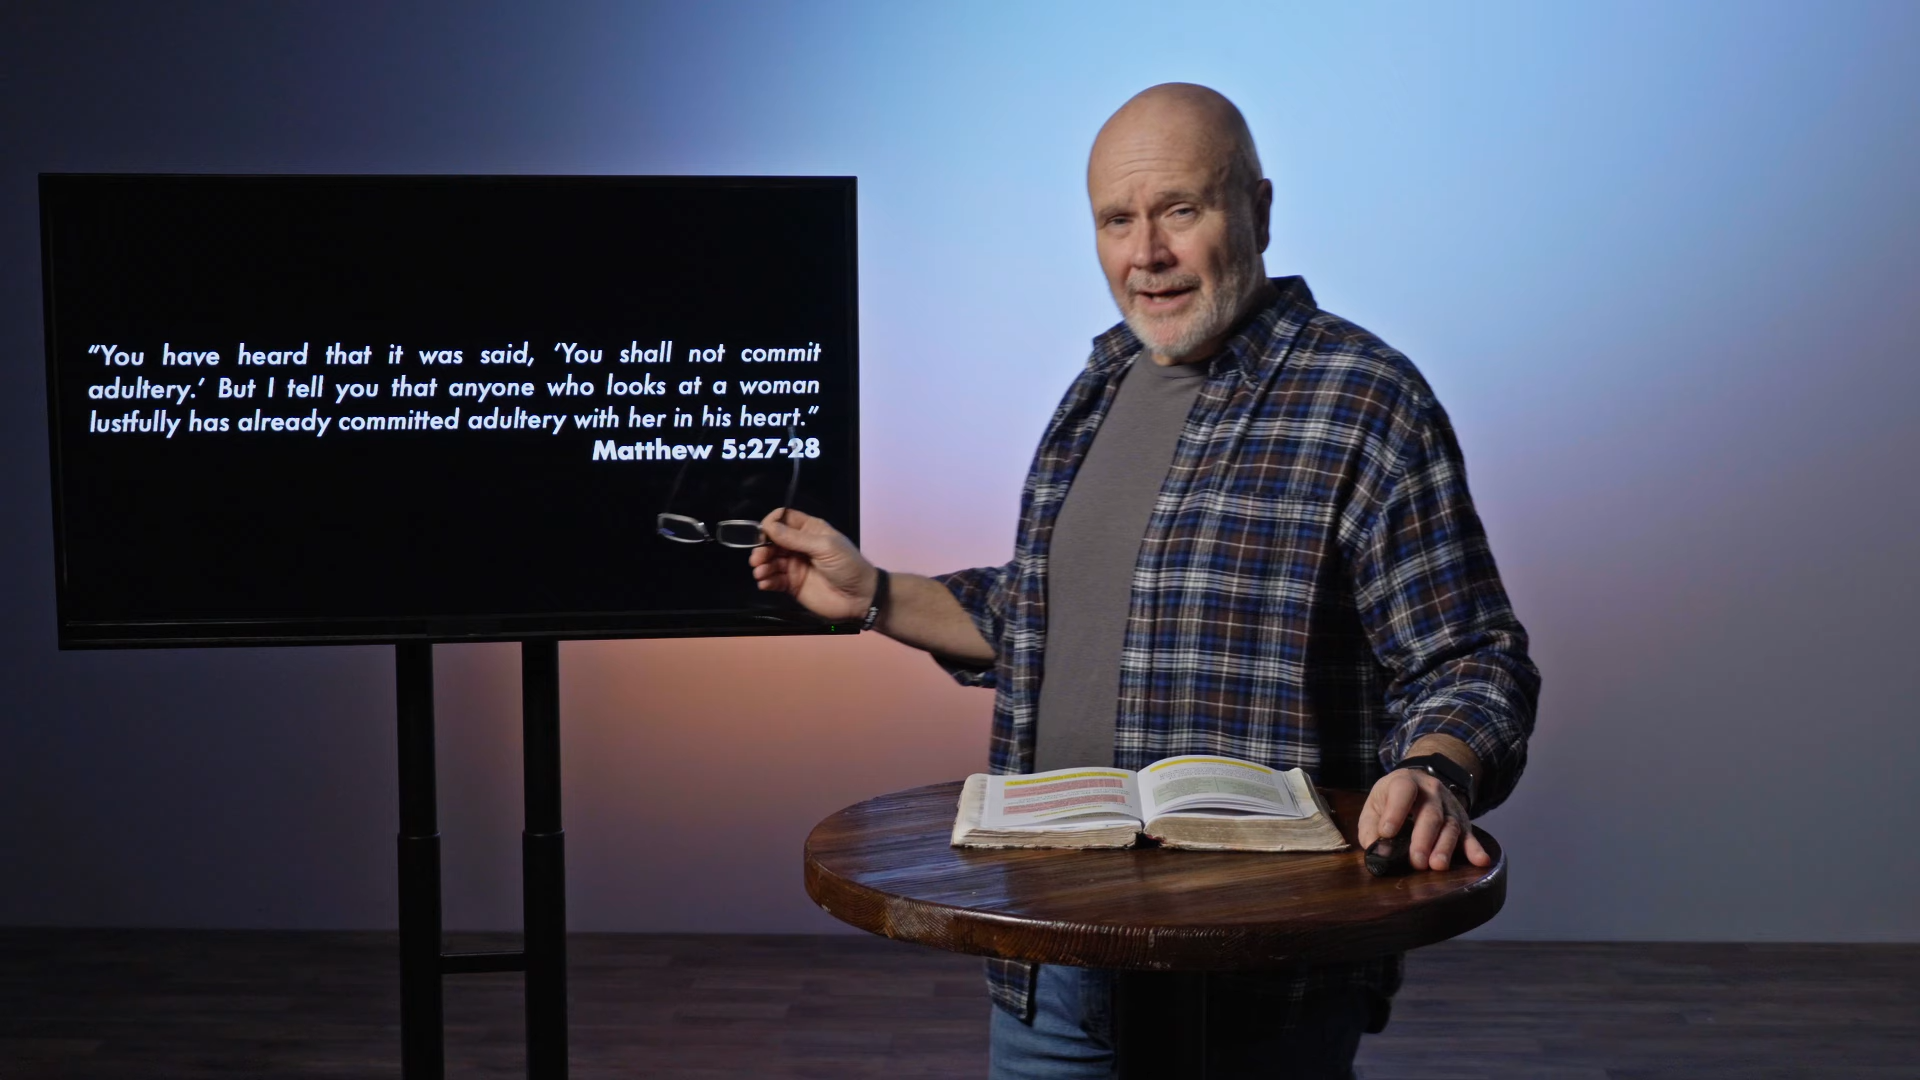 “You have heard that it was said, ‘You shall not commit
adultery.’ But I tell you that anyone who looks at a woman
lustfully has already committed adultery with her in his heart.”
Matthew 5:27-28